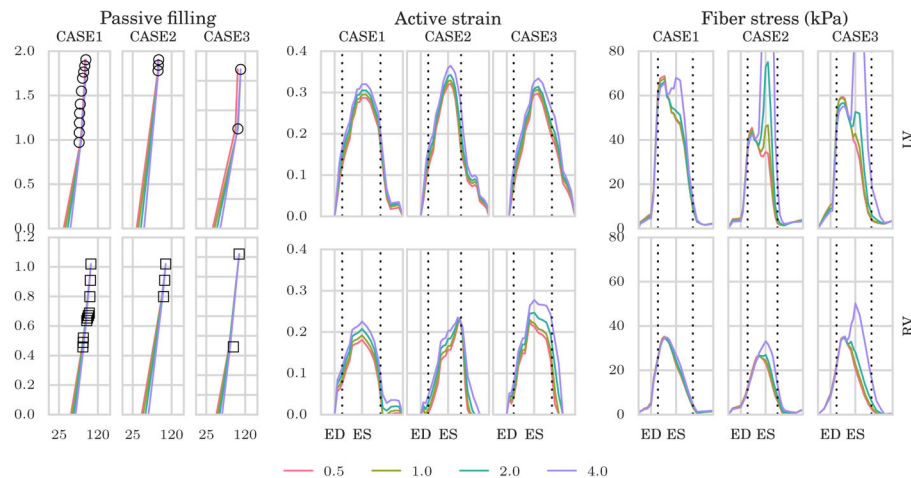 Passive filling Active strain Fiber stress (kPa)
CASE1 CASE2 CASE3 CASE1 CASE2 CASE3 CASE1 CASE2 CASE3
2.0 0.4 80
1.5 0.3 60
1.0 0.2 40
0.5 0.1 20
0.0 0.0 0
LV
1.2 0.4 80
1.0
0.8 0.3 60
0.6 0.2 40
0.4 0.1 20
0.2
0.0 0.0 0
RV
25 120 25 120 25 120 ED ES ED ES ED ES ED ES ED ES ED ES
0.5 1.0 2.0 4.0